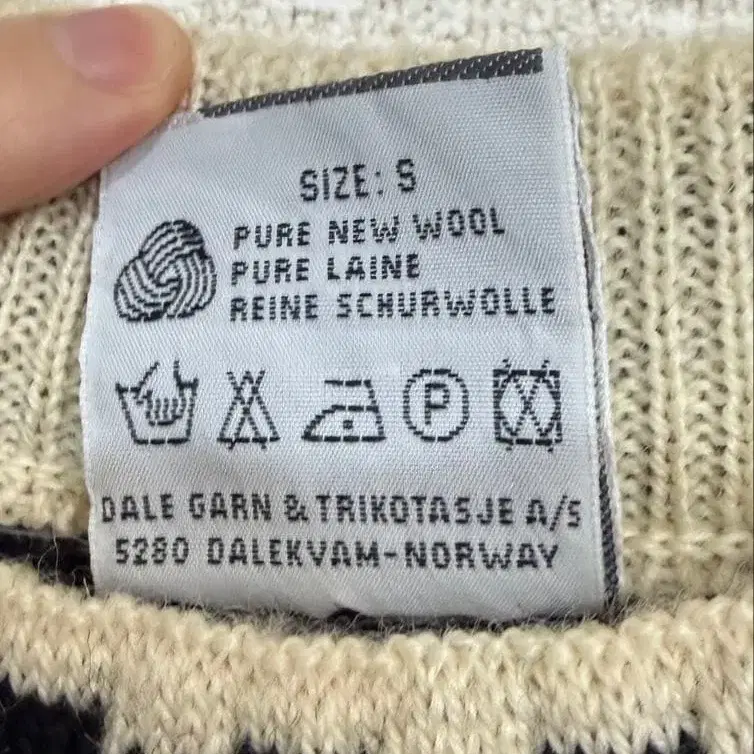 SIZE: S
PURE NEW WOOL
PURE LAINE
REINE SCHURWOLLE
P
DALE GARN & TRIKOTASJE A/S
5280 DALEKVAM-NORWAY